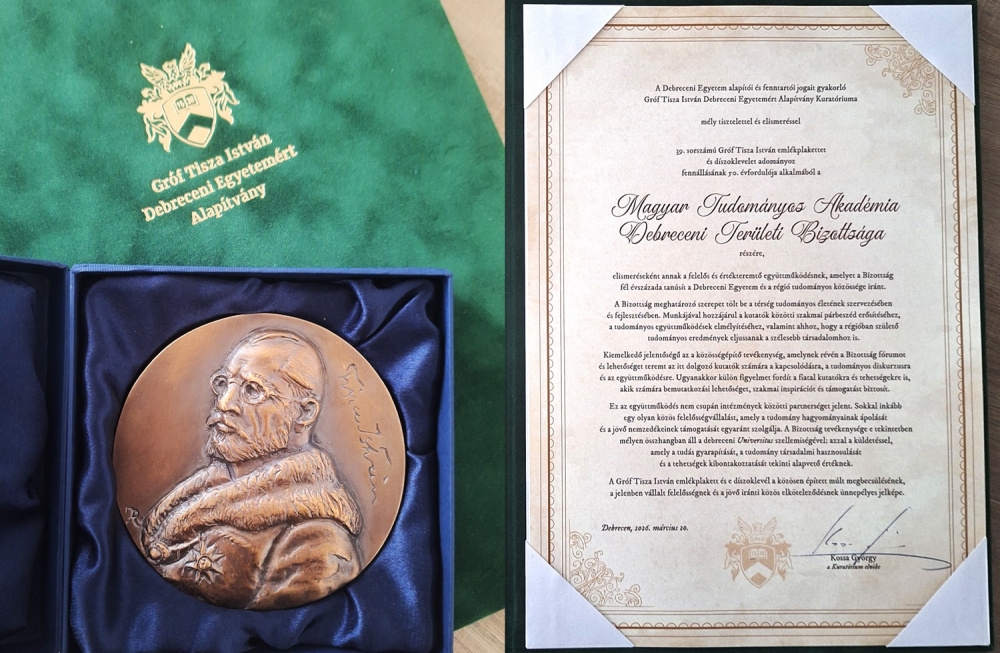 Gróf Tisza István
Debreceni Egyetemért
Alapítvány
Tisza István
A Debreceni Egyetem alapítói és fenntartói jogait gyakorló
Gróf Tisza István Debreceni Egyetemért Alapítvány Kuratóriuma
mély tisztelettel és elismeréssel
39. sorszámú Gróf Tisza István emlékplakettet
és díszoklevelet adományoz
fennállásának 50. évfordulója alkalmából a
Magyar Tudományos Akadémia
Debreceni Területi Bizottsága
részére,
elismeréseként annak a felelős és értékteremtő együttműködésnek, amelyet a Bizottság
fél évszázada tanúsít a Debreceni Egyetem és a régió tudományos közössége iránt.
A Bizottság meghatározó szerepet tölt be a térség tudományos életének szervezésében
és fejlesztésében. Munkájával hozzájárul a kutatók közötti szakmai párbeszéd erősítéséhez,
a tudományos együttműködések elmélyítéséhez, valamint ahhoz, hogy a régióban születő
tudományos eredmények eljussanak a szélesebb társadalomhoz is.
Kiemelkedő jelentőségű az a közösségépítő tevékenység, amelynek révén a Bizottság fórumot
és lehetőséget teremt az itt dolgozó kutatók számára a kapcsolódásra, a tudományos diskurzusra
és az együttműködésre. Ugyanakkor külön figyelmet fordít a fiatal kutatókra és tehetségekre is,
akik számára bemutatkozási lehetőséget, szakmai inspirációt és támogatást biztosít.
Ez az együttműködés nem csupán intézmények közötti partnerséget jelent. Sokkal inkább
egy olyan közös felelősségvállalást, amely a tudomány hagyományainak ápolását
és a jövő nemzedékeinek támogatását egyaránt szolgálja. A Bizottság tevékenysége e tekintetben
mélyen összhangban áll a debreceni Universitas szellemiségével: azzal a küldetéssel,
amely a tudás gyarapítását, a tudomány társadalmi hasznosulását
és a tehetségek kibontakoztatását tekinti alapvető értéknek.
A Gróf Tisza István emlékplakett és e díszoklevél a közösen épített múlt megbecsülésének,
a jelenben vállalt felelősségnek és a jövő iránti közös elköteleződésnek ünnepélyes jelképe.
Debrecen, 2026. március 20.
Kossa György
a Kuratórium elnöke